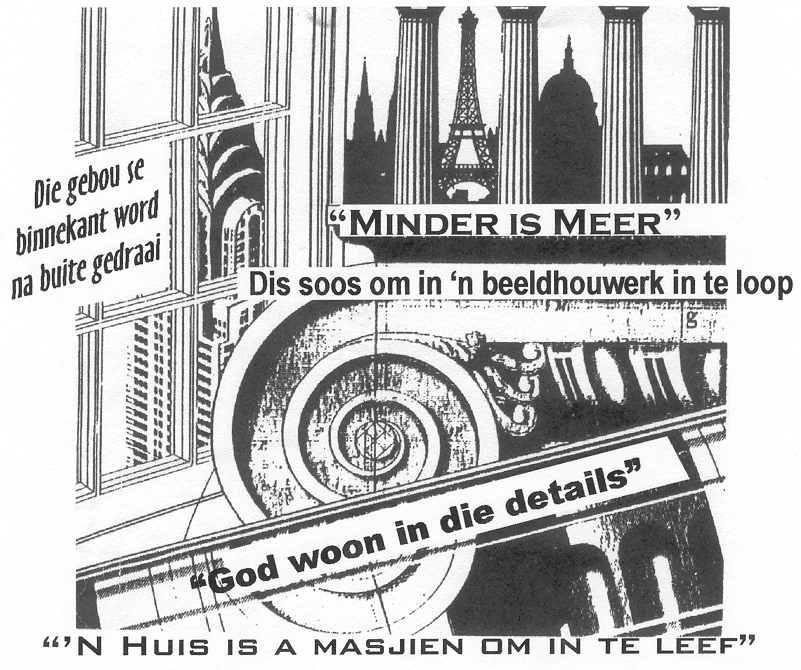 Die gebou se
binnekant word
na buite gedraai
“MINDER IS MEER”
Dis soos om in ‘n beeldhouwerk in te loop
g
“God woon in die details”
“’N HUIS IS A MASJIEN OM IN TE LEEF”